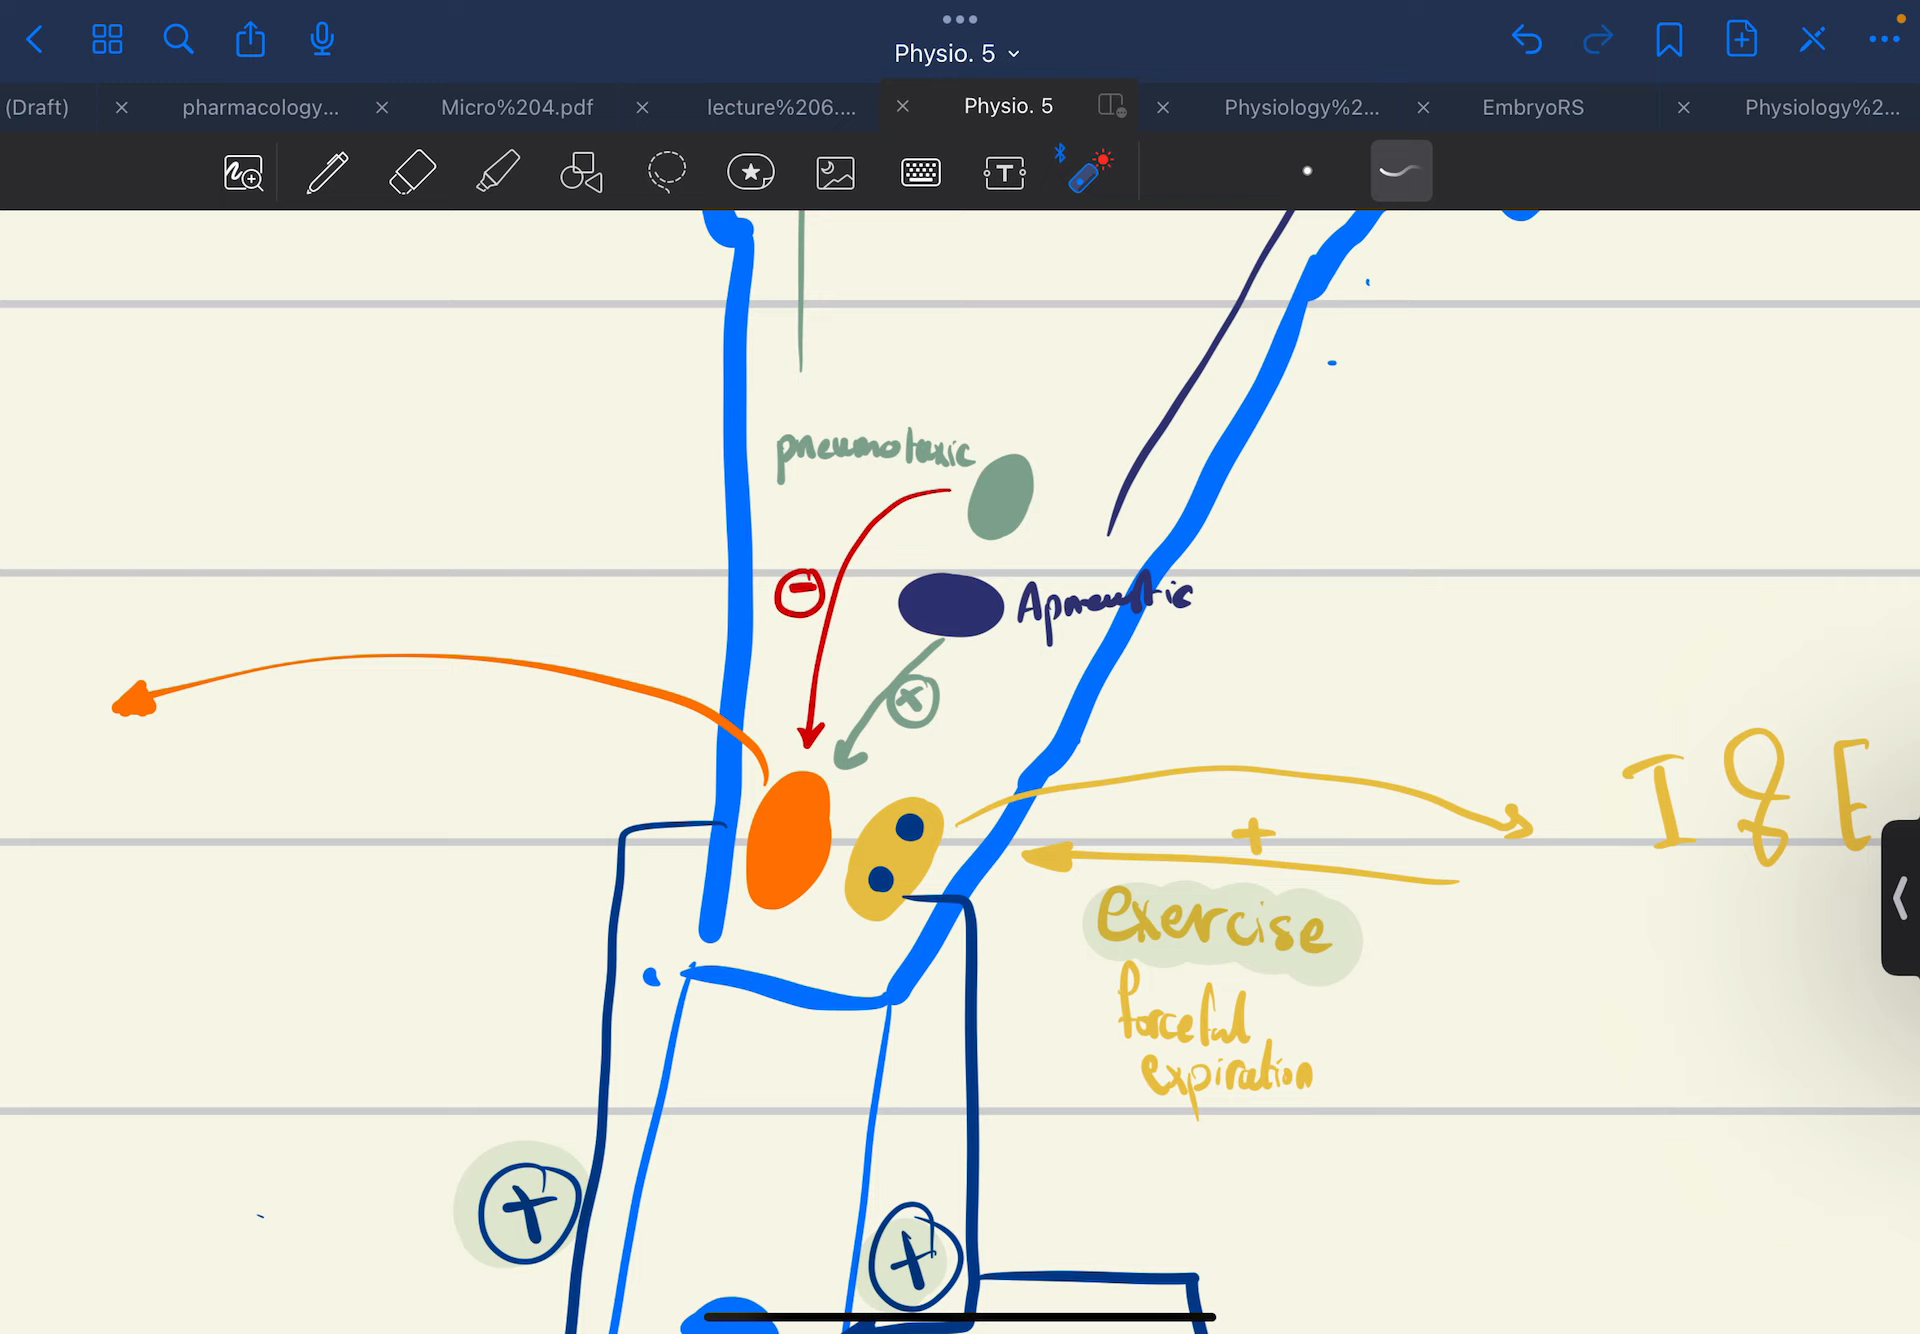 Physio. 5
(Draft)
pharmacology...
Micro%204.pdf
lecture%206....
Physio. 5
Physiology%2...
EmbryoRS
Physiology%2...
T
pneumotaxic
Apneustic
I & E
+
exercise
forceful
expiration
+
+